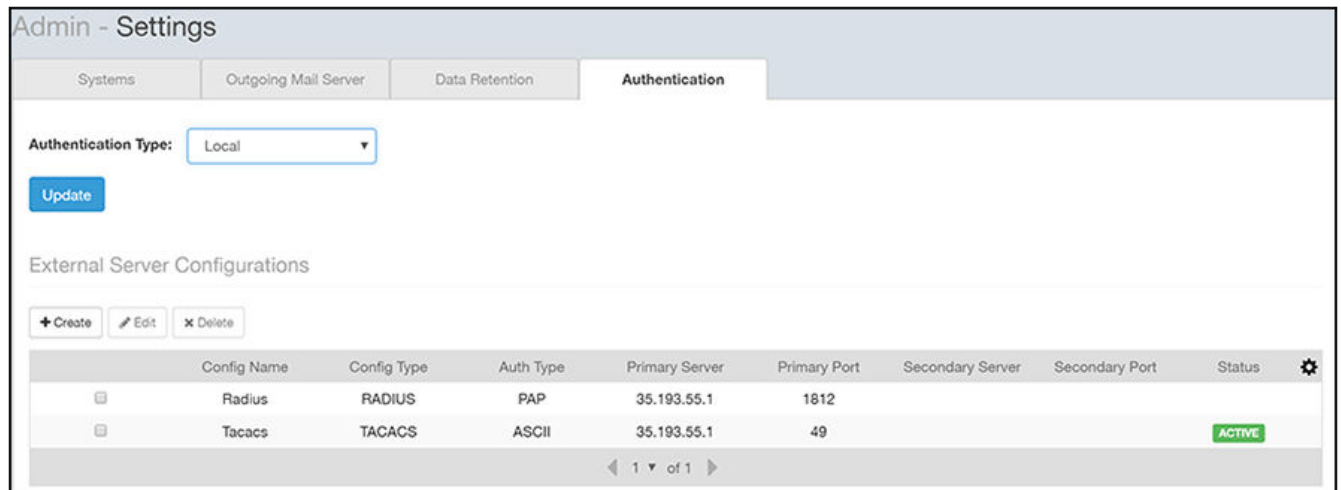 Admin - Settings
Systems Outgoing Mail Server Data Retention Authentication
Authentication Type: Local
Update
External Server Configurations
Create Edit Delete
Config Name Config Type Auth Type Primary Server Primary Port Secondary Server Secondary Port Status
Radius RADIUS PAP 35.193.55.1 1812
Tacacs TACACS ASCII 35.193.55.1 49 ACTIVE
1 of 1